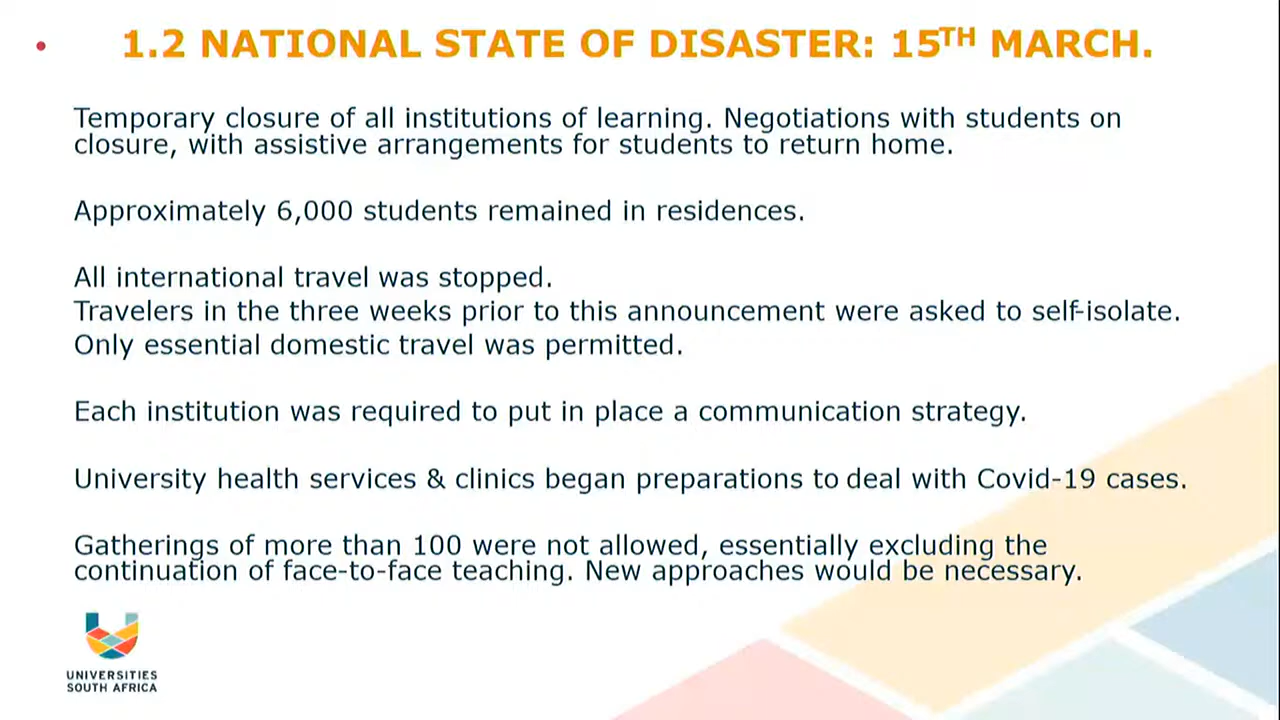 1.2 NATIONAL STATE OF DISASTER: 15TH MARCH.
Temporary closure of all institutions of learning. Negotiations with students on
closure, with assistive arrangements for students to return home.
Approximately 6,000 students remained in residences.
All international travel was stopped.
Travelers in the three weeks prior to this announcement were asked to self-isolate.
Only essential domestic travel was permitted.
Each institution was required to put in place a communication strategy.
University health services & clinics began preparations to deal with Covid-19 cases.
Gatherings of more than 100 were not allowed, essentially excluding the
continuation of face-to-face teaching. New approaches would be necessary.
UNIVERSITIES
SOUTH AFRICA